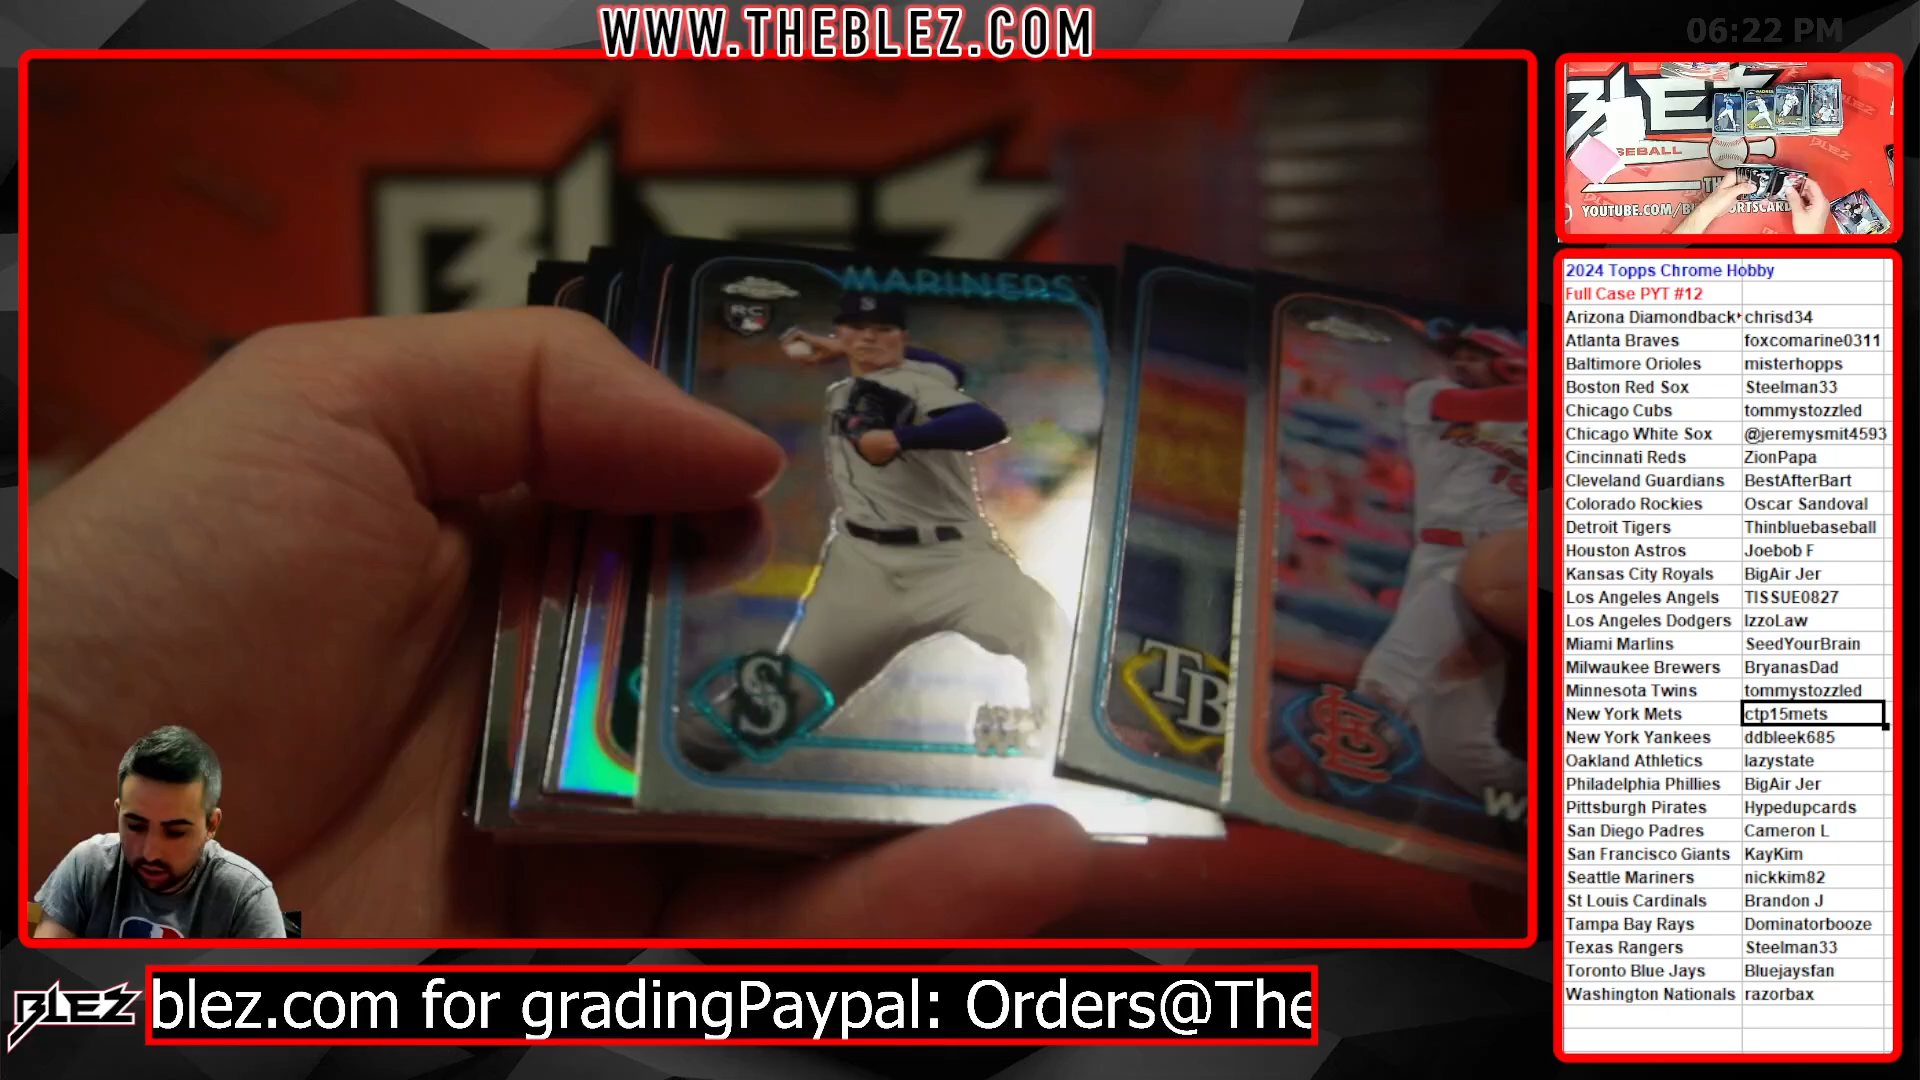 WWW.THEBLEZ.COM
06:22 PM
BLEZ
MARINERS
RC
S
TB
BLEZ
SEBALL
YOUTUBE.COM/BL
2024 Topps Chrome Hobby
Full Case PYT #12
Arizona Diamondback chrisd34
Atlanta Braves foxcomarine0311
Baltimore Orioles misterhopps
Boston Red Sox Steelman33
Chicago Cubs tommystozzled
Chicago White Sox @jeremysmit4593
Cincinnati Reds ZionPapa
Cleveland Guardians BestAfterBart
Colorado Rockies Oscar Sandoval
Detroit Tigers Thinbluebaseball
Houston Astros Joebob F
Kansas City Royals BigAir Jer
Los Angeles Angels TISSUE0827
Los Angeles Dodgers IzzoLaw
Miami Marlins SeedYourBrain
Milwaukee Brewers BryanasDad
Minnesota Twins tommystozzled
New York Mets ctp15mets
New York Yankees ddbleek685
Oakland Athletics lazystate
Philadelphia Phillies BigAir Jer
Pittsburgh Pirates Hypedupcards
San Diego Padres Cameron L
San Francisco Giants KayKim
Seattle Mariners nickkim82
St Louis Cardinals Brandon J
Tampa Bay Rays Dominatorbooze
Texas Rangers Steelman33
Toronto Blue Jays Bluejaysfan
Washington Nationals razorbax
BLEZ
blez.com for gradingPaypal: Orders@The